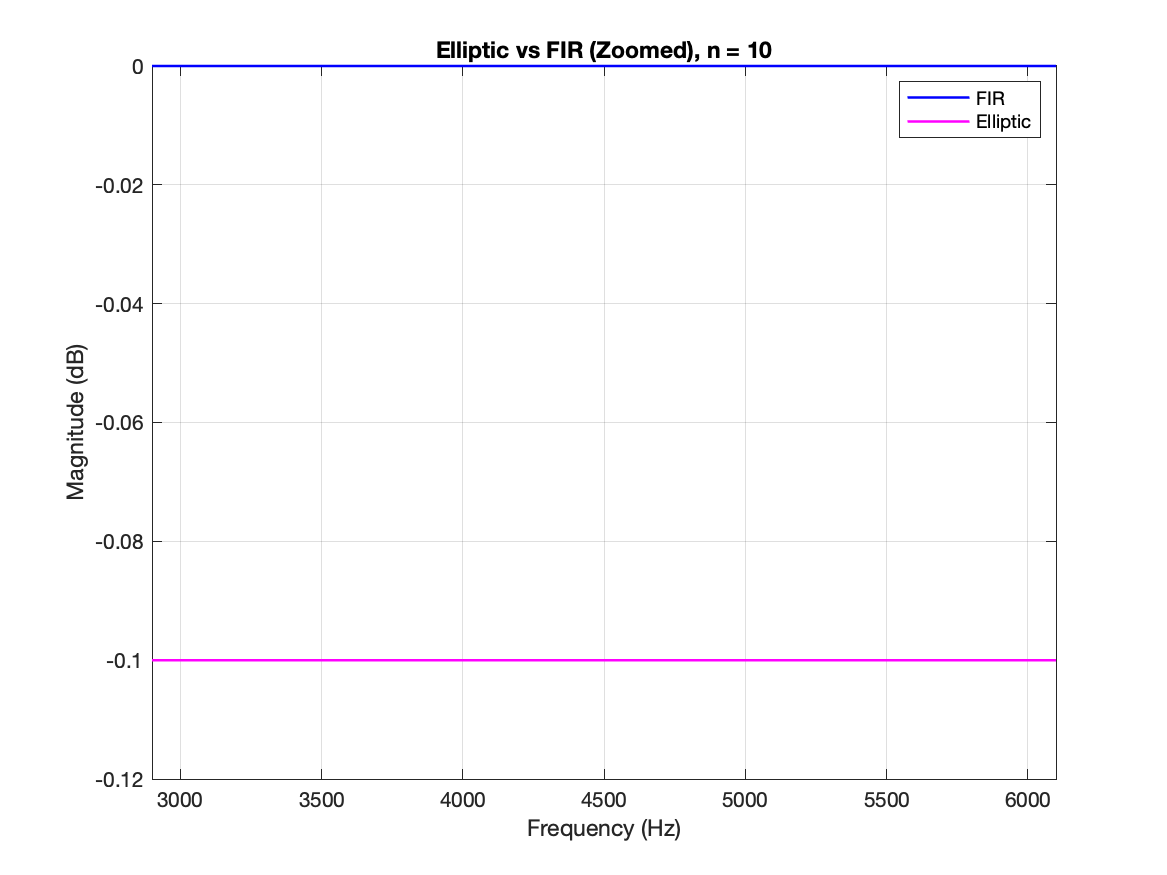 Elliptic vs FIR (Zoomed), n = 10
0
-0.02
-0.04
-0.06
-0.08
-0.1
-0.12
Magnitude (dB)
FIR
Elliptic
3000 3500 4000 4500 5000 5500 6000
Frequency (Hz)